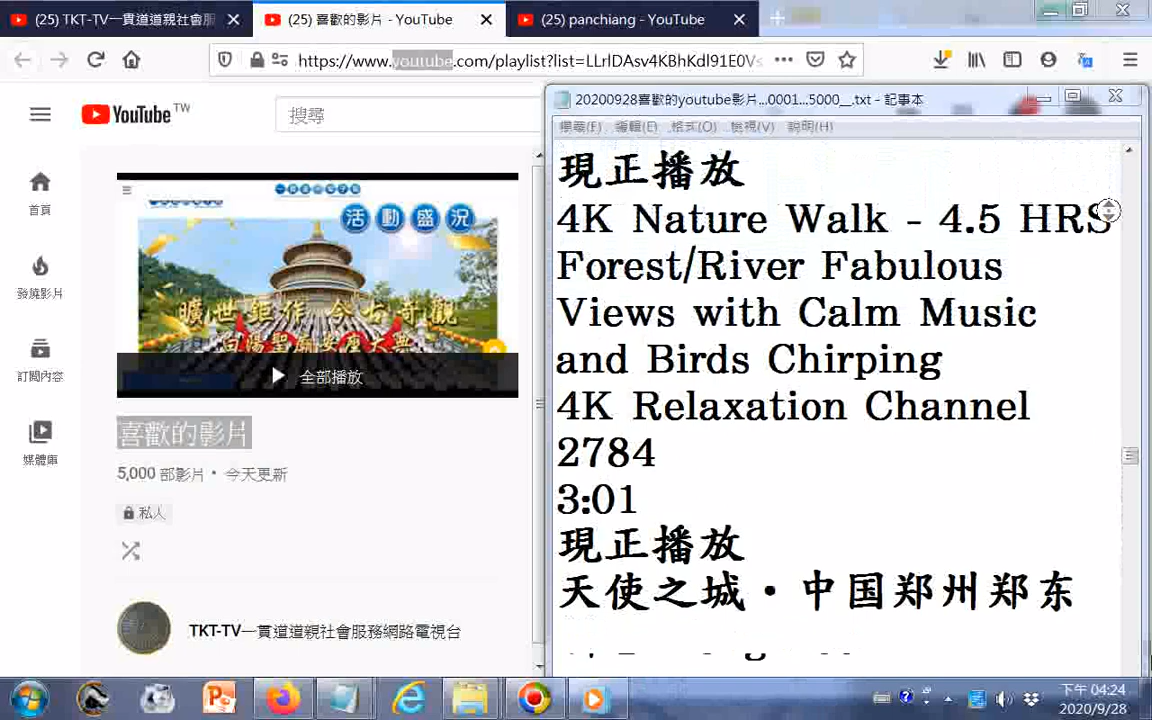 (25) TKT-TV一貫道道親社會服
(25) 喜歡的影片 - YouTube
(25) panchiang - YouTube
https://www.youtube.com/playlist?list=LLrlDAsv4KBhKdl91E0Vs
YouTube TW
搜尋
首頁
發燒影片
訂閱內容
媒體庫
活動盛況
曠世鉅作 今古奇觀
全部播放
喜歡的影片
5,000 部影片・今天更新
私人
TKT-TV一貫道道親社會服務網路電視台
20200928喜歡的youtube影片...0001...5000__.txt - 記事本
檔案(F) 編輯(E) 格式(O) 檢視(V) 說明(H)
現正播放
4K Nature Walk - 4.5 HRS
Forest/River Fabulous
Views with Calm Music
and Birds Chirping
4K Relaxation Channel
2784
3:01
現正播放
天使之城·中国郑州郑东
下午 04:24
2020/9/28